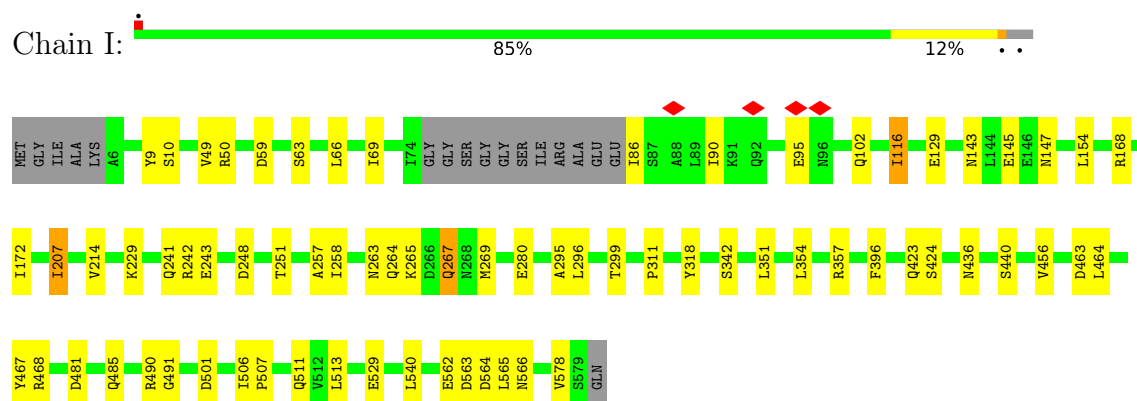 Chain I: 85% 12% • •
MET GLY ILE ALA LYS A6 Y9 S10 V49 R50 D59 S63 L66 I69 I74 GLY GLY SER GLY GLY SER ILE ARG ALA GLU GLU I86 S87 A88 L89 I90 K91 Q92 E95 N96 Q102 I116 E129 N143 L144 E145 E146 N147 L154 R168
I172 I207 V214 K229 Q241 R242 E243 D248 T251 A257 I258 N263 Q264 K265 D266 Q267 N268 M269 E280 A295 L296 T299 P311 Y318 S342 L351 L354 R357 F396 Q423 S424 N436 S440 V456 D463 L464
Y467 R468 D481 Q485 R490 G491 D501 I506 P507 Q511 V512 L513 E529 L540 E562 D563 D564 L565 N566 V578 S579 GLN